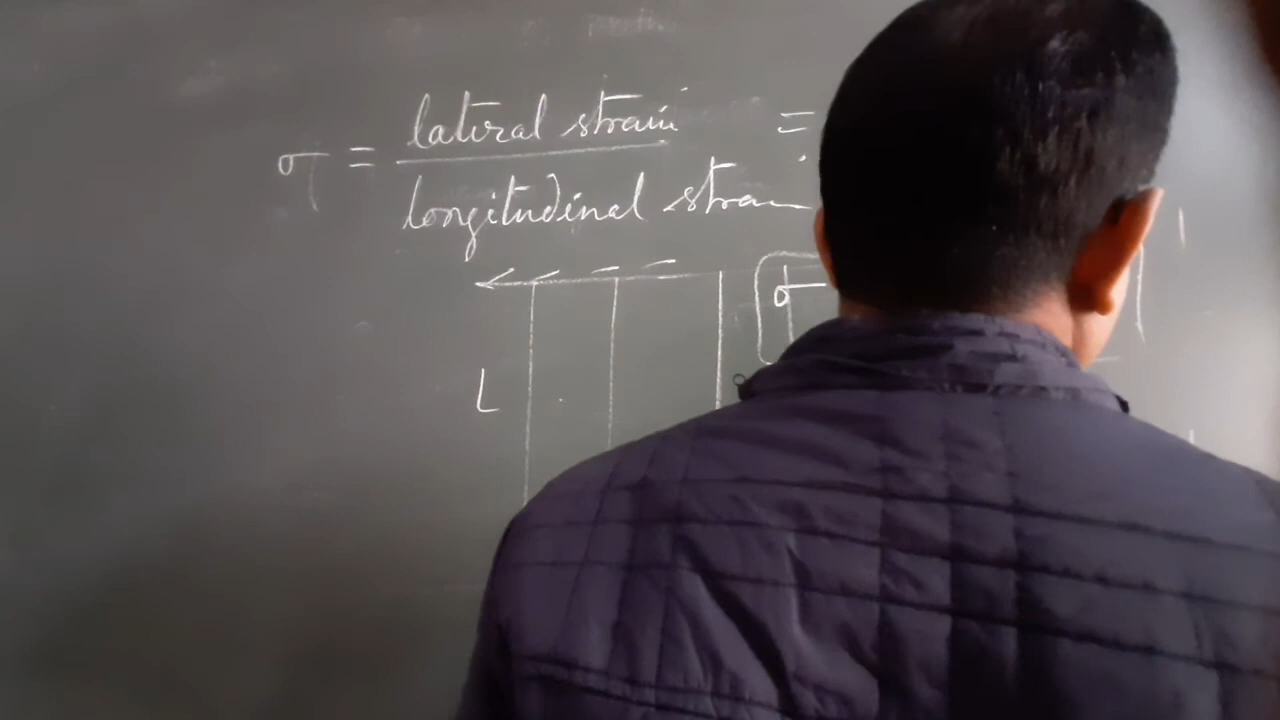 σ = lateral strain =
longitudinal strain
σ
L